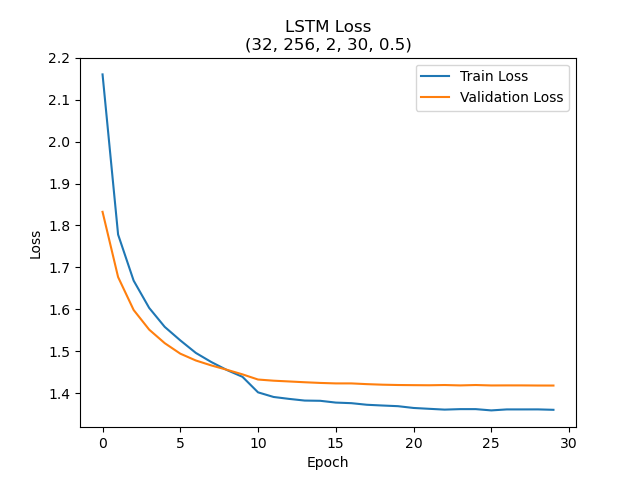 LSTM Loss
(32, 256, 2, 30, 0.5)
Train Loss
Validation Loss
2.2
2.1
2.0
1.9
1.8
1.7
1.6
1.5
1.4
Loss
0 5 10 15 20 25 30
Epoch